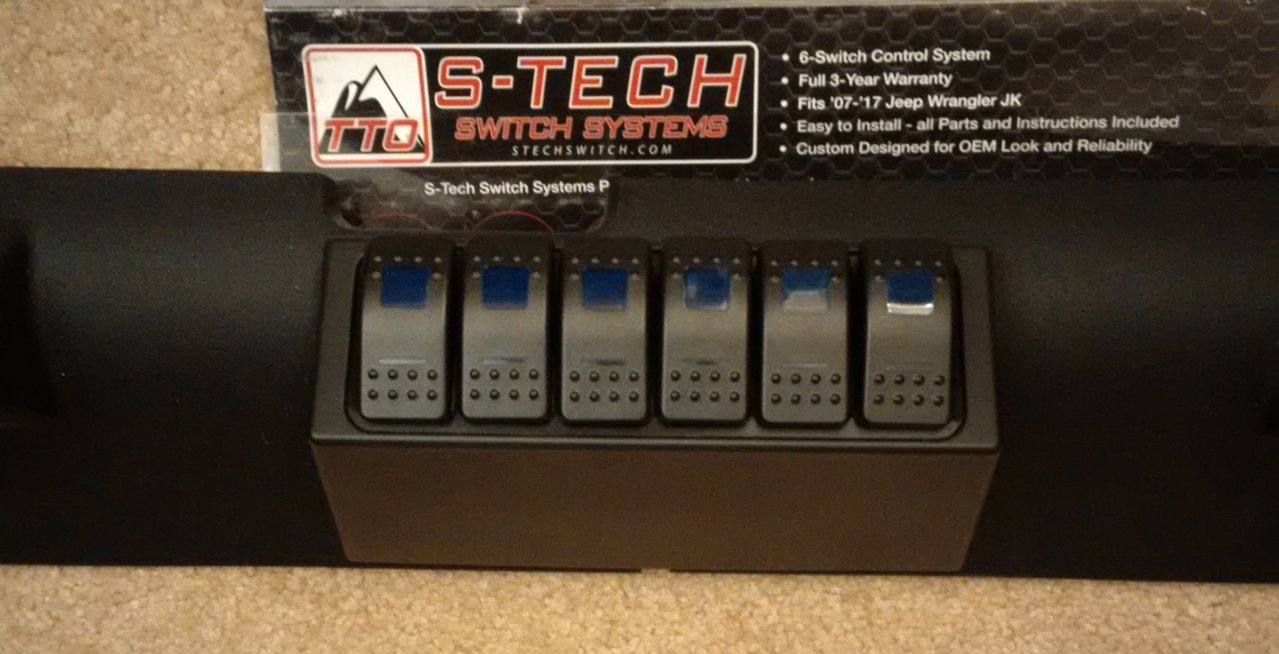 TTO
S-TECH
SWITCH SYSTEMS
STECHSWITCH.COM
• 6-Switch Control System
• Full 3-Year Warranty
• Fits '07-'17 Jeep Wrangler JK
• Easy to Install - all Parts and Instructions Included
• Custom Designed for OEM Look and Reliability
S-Tech Switch Systems P